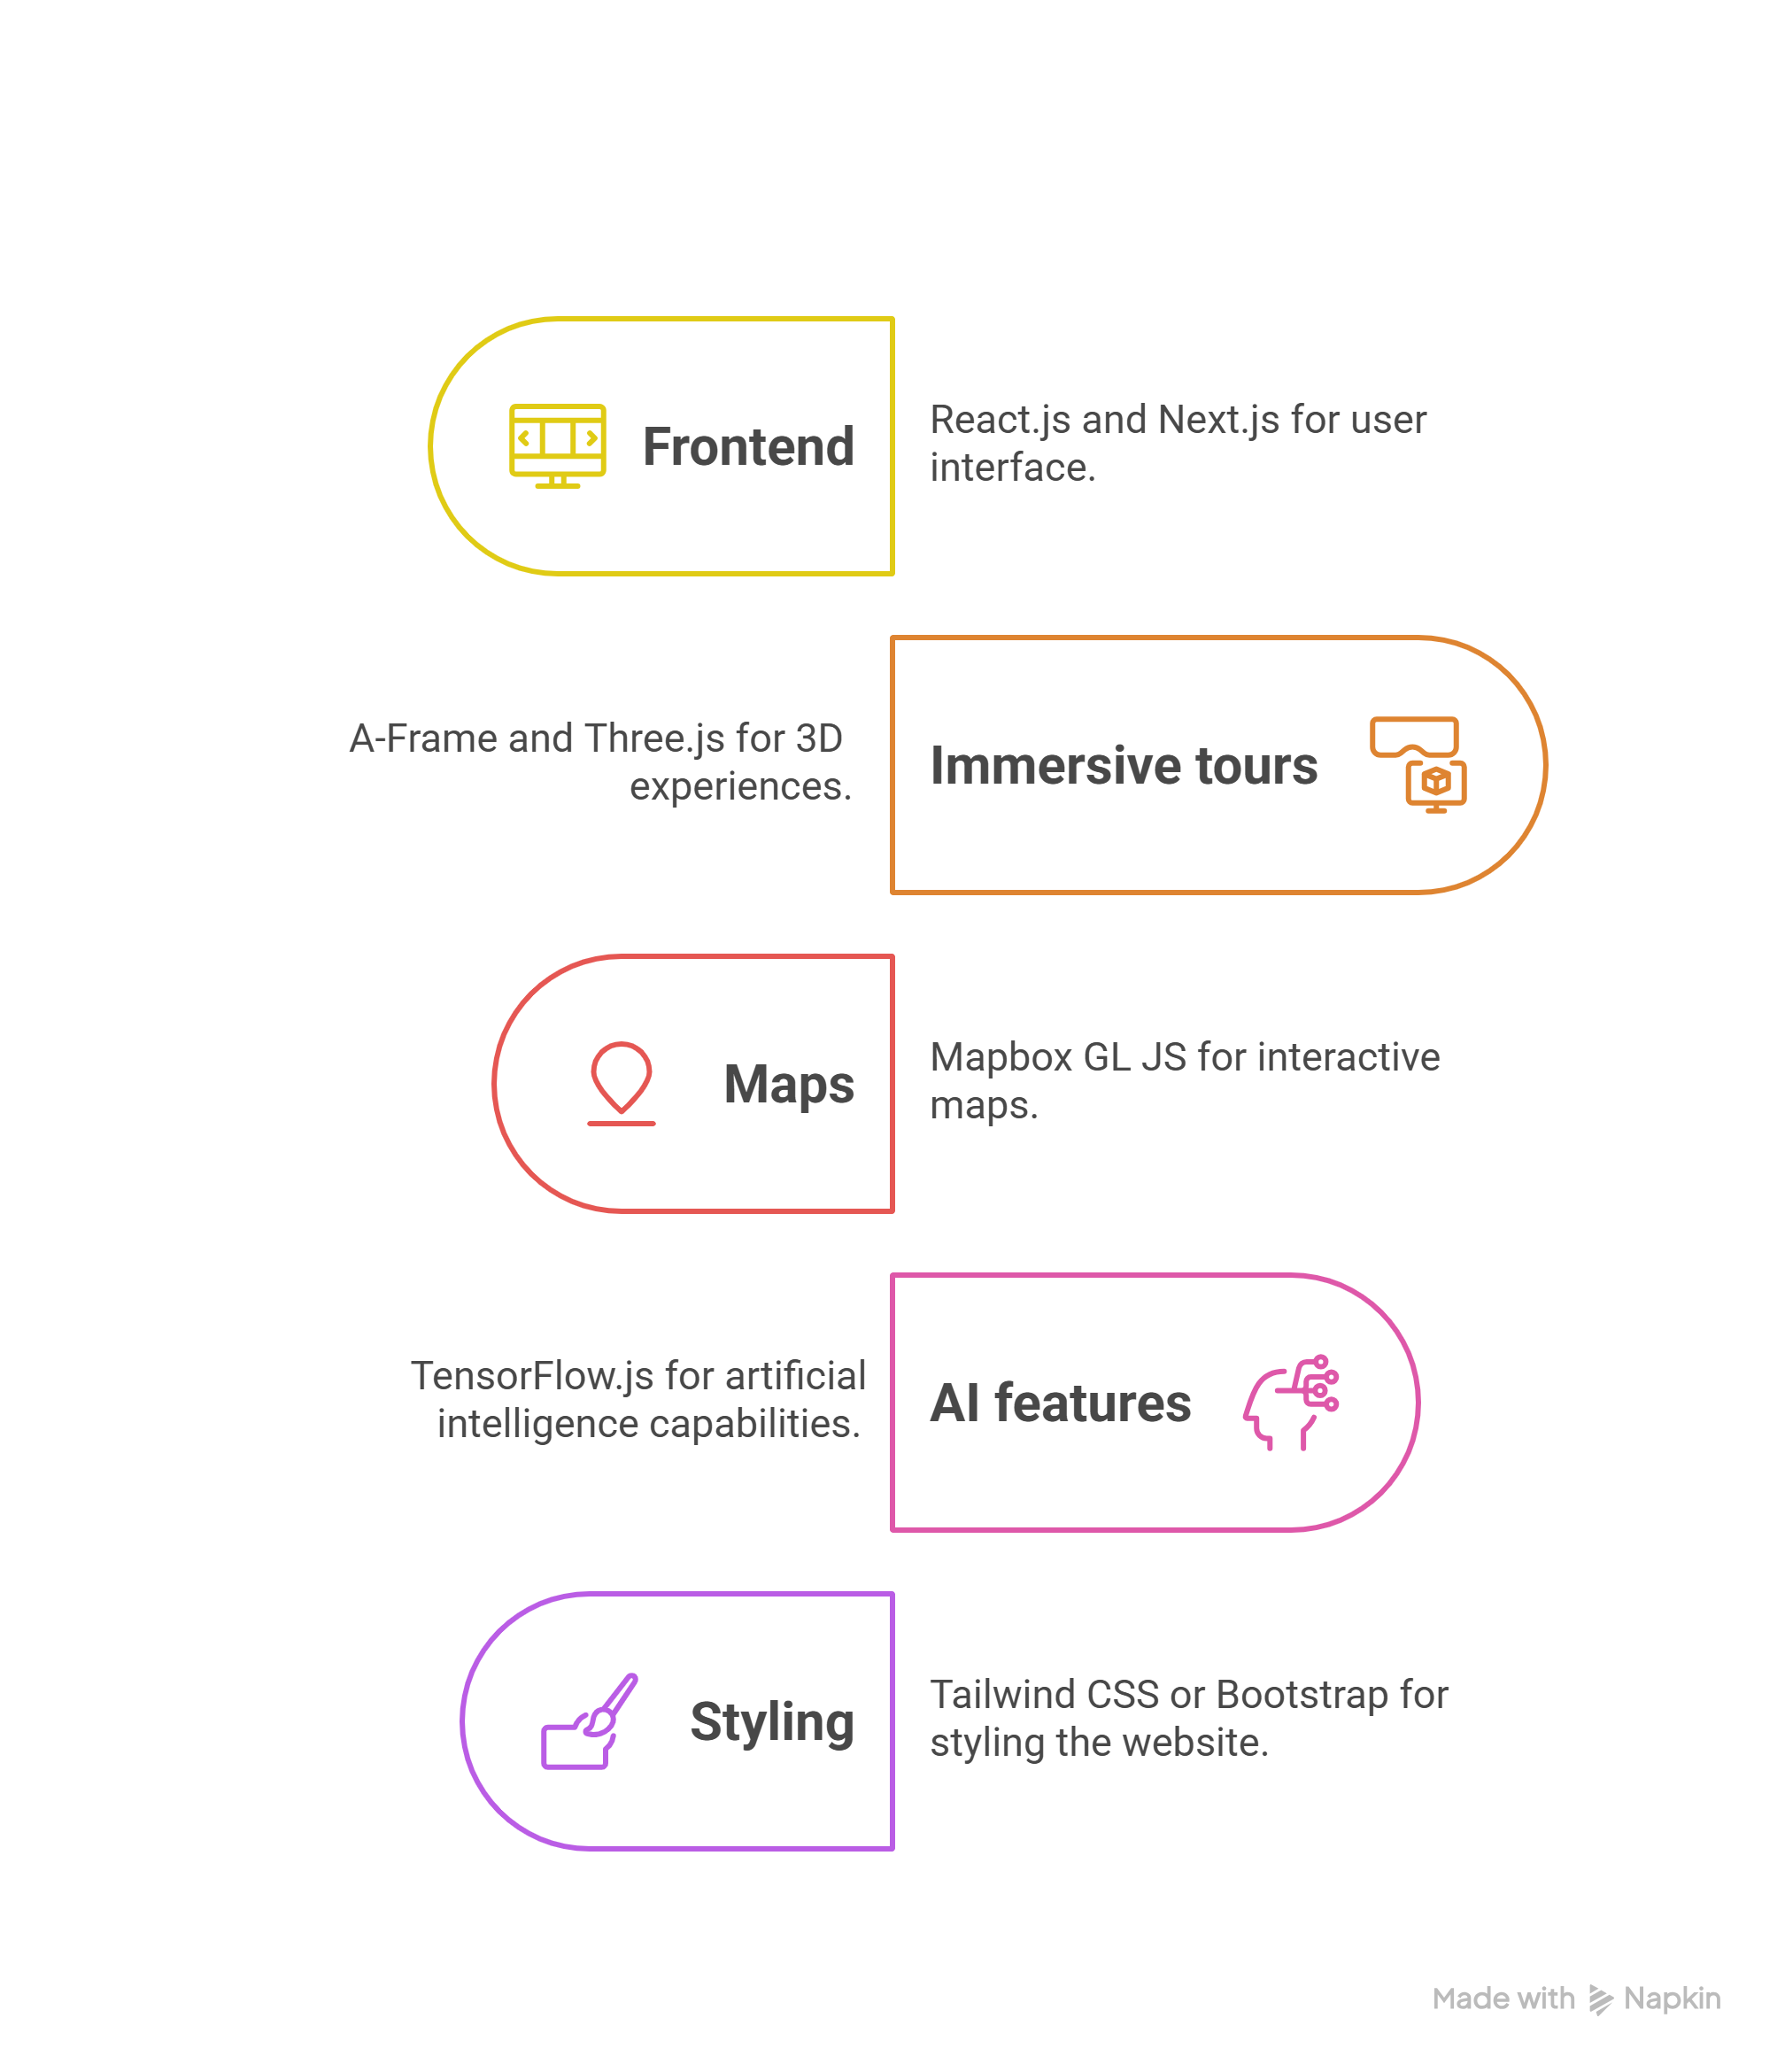 Frontend
React.js and Next.js for user
interface.
A-Frame and Three.js for 3D
experiences.
Immersive tours
Maps
Mapbox GL JS for interactive
maps.
TensorFlow.js for artificial
intelligence capabilities.
AI features
Styling
Tailwind CSS or Bootstrap for
styling the website.
Made with Napkin